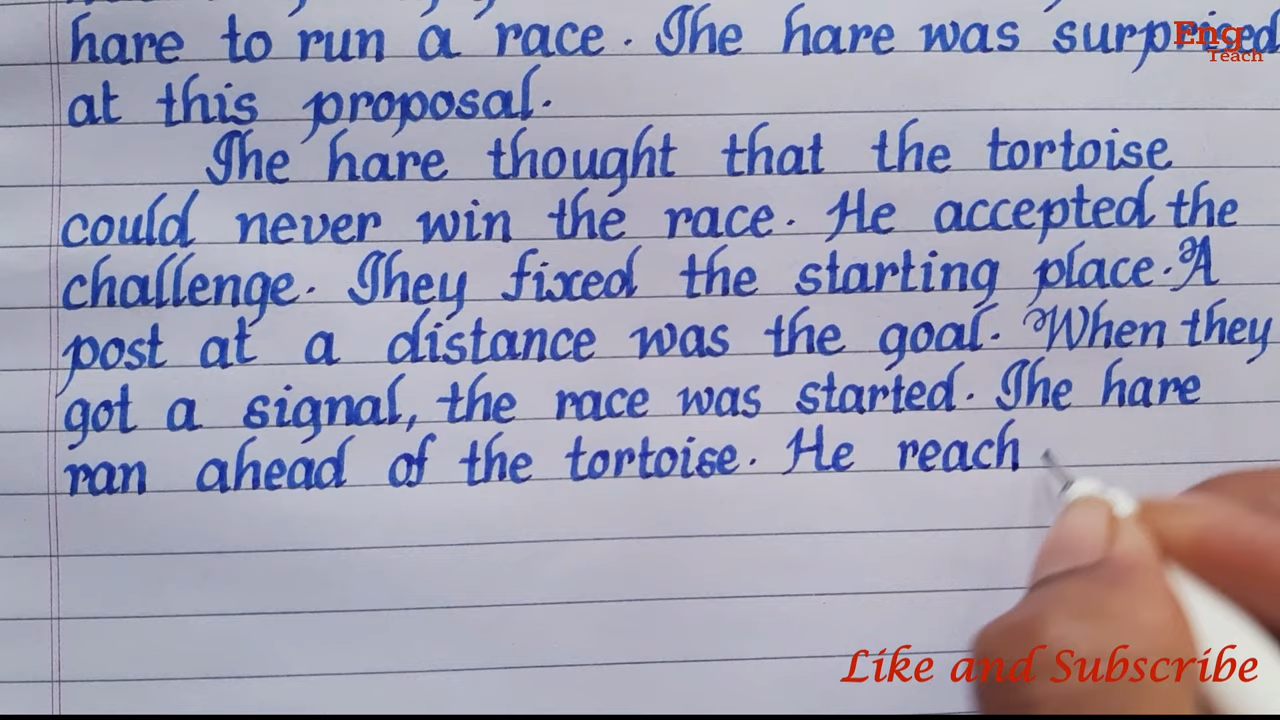 hare to run a race. The hare was surprised
Eng
Teach
at this proposal.
The hare thought that the tortoise
could never win the race. He accepted the
challenge. They fixed the starting place. A
post at a distance was the goal. When they
got a signal, the race was started. The hare
ran ahead of the tortoise. He reach
Like and Subscribe